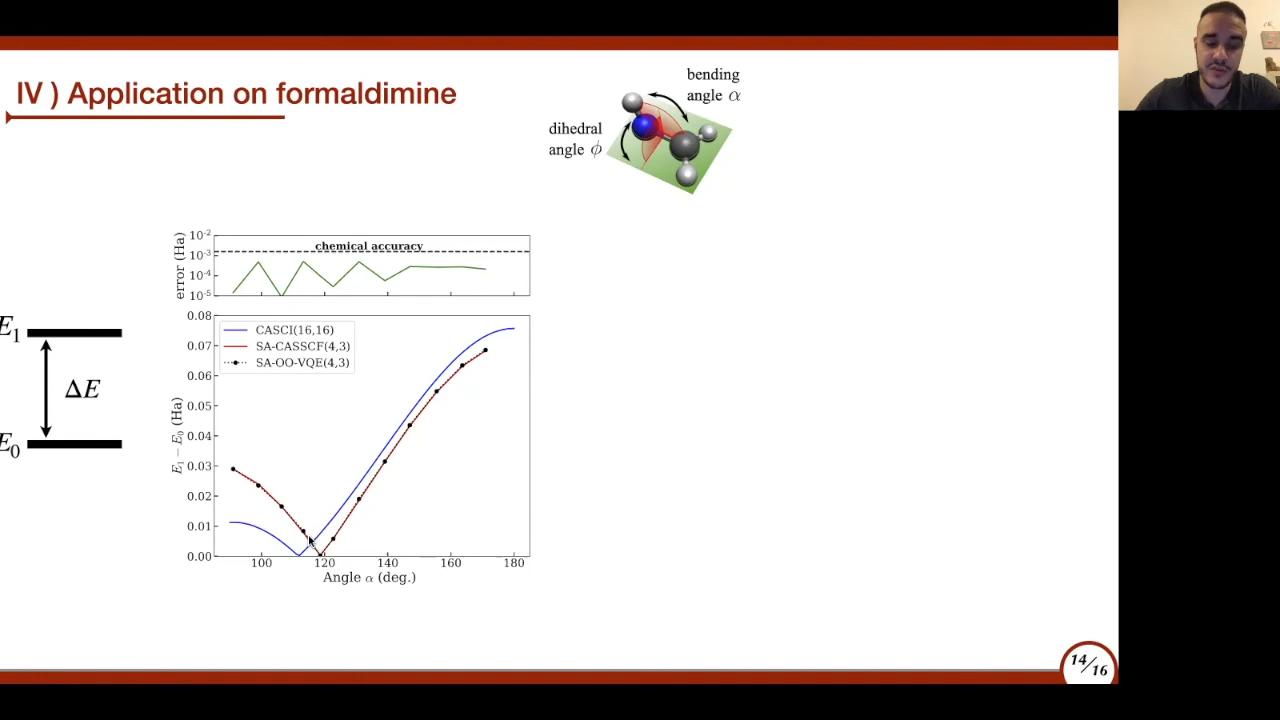 IV ) Application on formaldimine
bending
angle α
dihedral
angle ϕ
E₁
ΔE
E₀
error (Ha)
10⁻²
10⁻³
10⁻⁴
10⁻⁵
chemical accuracy
E₁ − E₀ (Ha)
0.08
0.07
0.06
0.05
0.04
0.03
0.02
0.01
0.00
CASCI(16,16)
SA-CASSCF(4,3)
SA-OO-VQE(4,3)
100 120 140 160 180
Angle α (deg.)
14/16